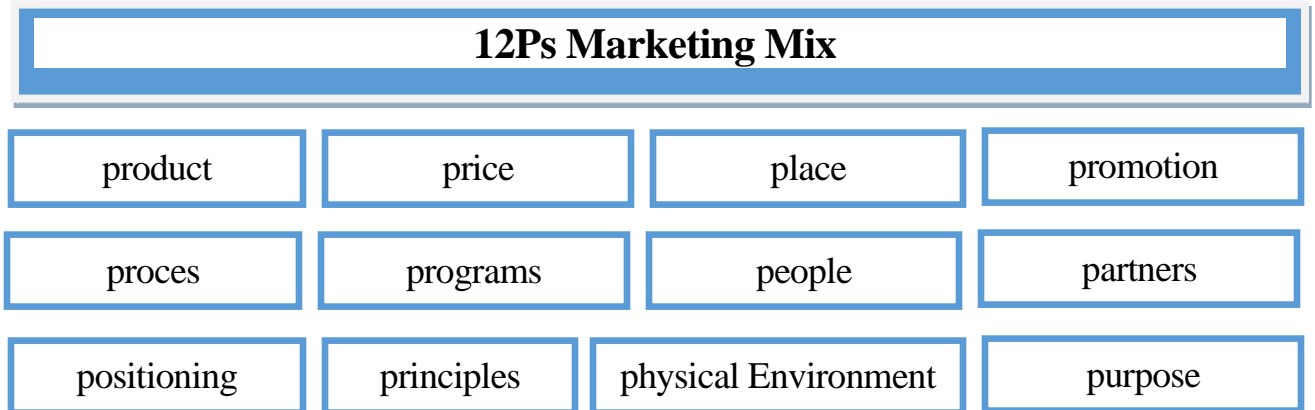 12Ps Marketing Mix
product price place promotion
proces programs people partners
positioning principles physical Environment purpose